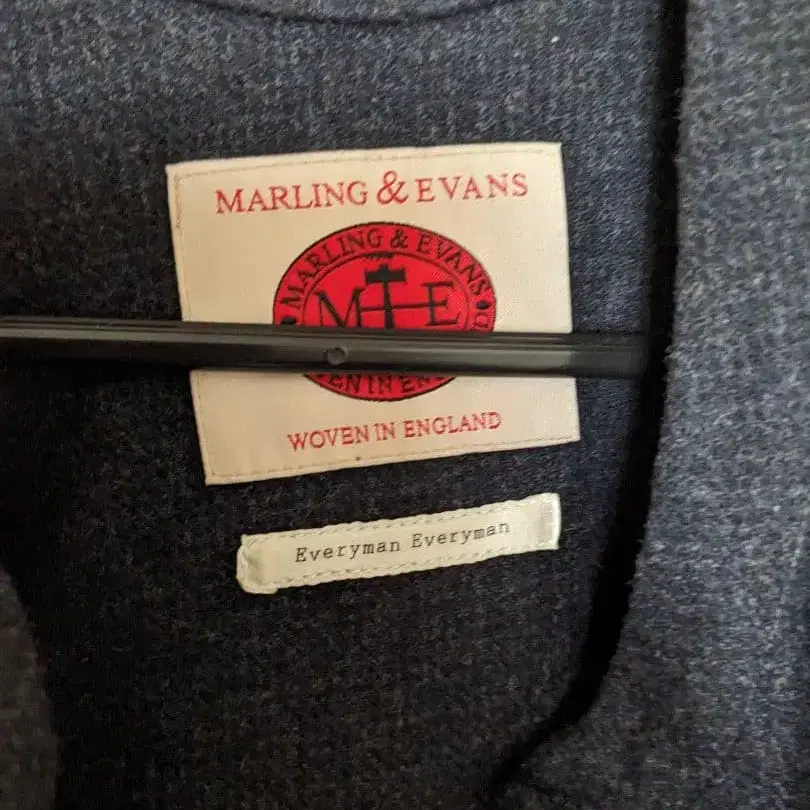 MARLING & EVANS
MARLING & EVANS
M E
WOVEN IN ENGLAND
Everyman Everyman